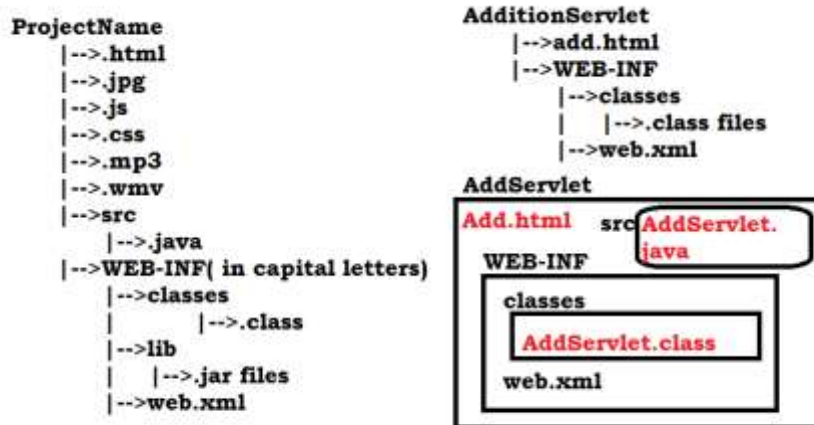 ProjectName
|-->.html
|-->.jpg
|-->.js
|-->.css
|-->.mp3
|-->.wmv
|-->src
|-->.java
|-->WEB-INF( in capital letters)
|-->classes
| |-->.class
|-->lib
| |-->.jar files
|-->web.xml
AdditionServlet
|-->add.html
|-->WEB-INF
|-->classes
| |-->.class files
|-->web.xml
AddServlet
Add.html src AddServlet.
java
WEB-INF
classes
AddServlet.class
web.xml